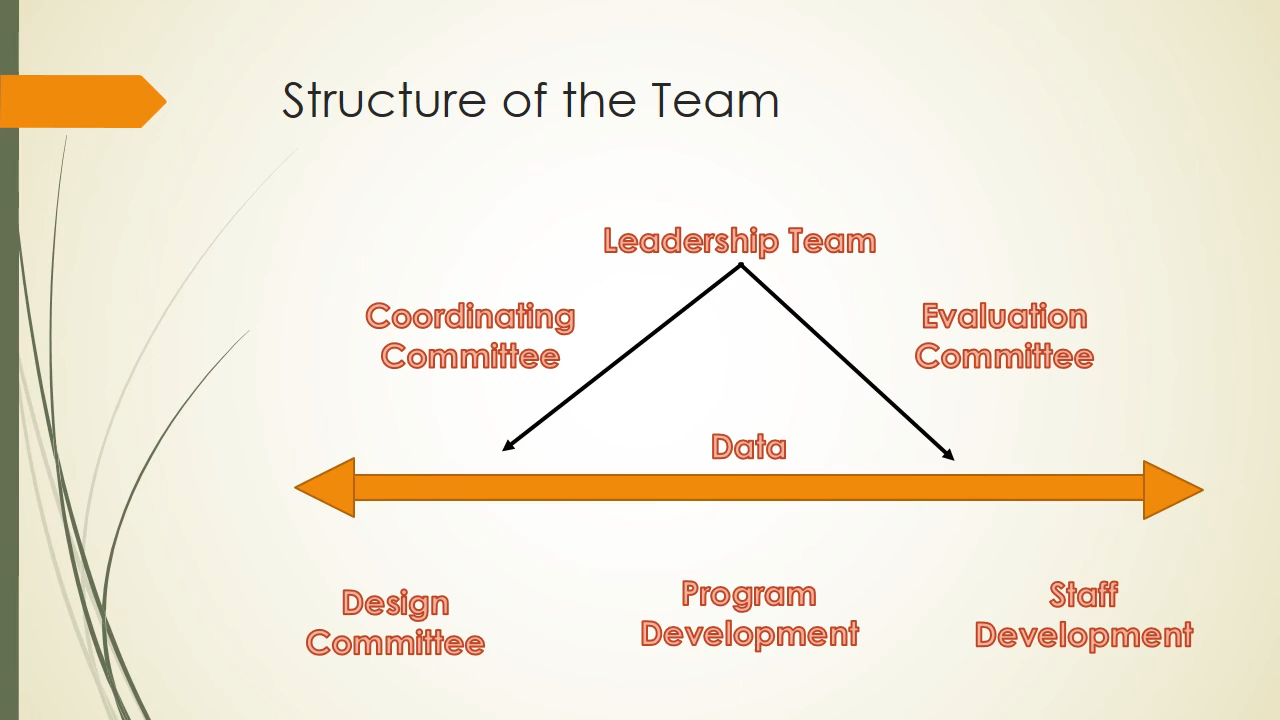 Structure of the Team
Leadership Team
Coordinating
Committee
Evaluation
Committee
Data
Design
Committee
Program
Development
Staff
Development